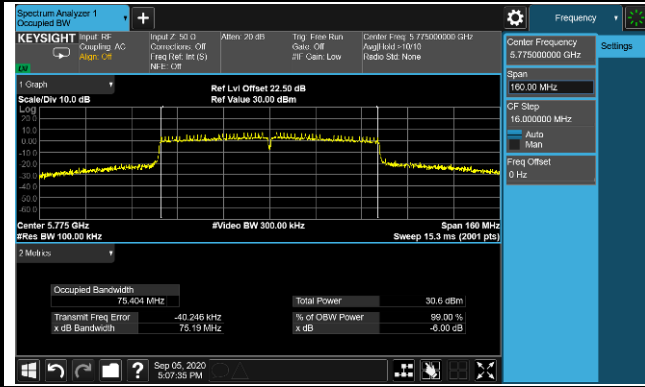 Spectrum Analyzer 1
Occupied BW
Frequency
KEYSIGHT
Input: RF
Coupling: AC
Align: Off
Input Z: 50 Ω
Corrections: Off
Freq Ref: Int (S)
NFE: Off
Atten: 20 dB
Trig: Free Run
Gate: Off
#IF Gain: Low
Center Freq: 5.775000000 GHz
Avg|Hold >10/10
Radio Std: None
Center Frequency
5.775000000 GHz
Settings
Span
160.00 MHz
CF Step
16.000000 MHz
Auto
Man
Freq Offset
0 Hz
1 Graph
Scale/Div 10.0 dB
Ref Lvl Offset 22.50 dB
Ref Value 30.00 dBm
Log
20.0
10.0
0.00
-10.0
-20.0
-30.0
-40.0
-50.0
-60.0
Center 5.775 GHz
#Video BW 300.00 kHz
Span 160 MHz
#Res BW 100.00 kHz
Sweep 15.3 ms (2001 pts)
2 Metrics
Occupied Bandwidth
75.404 MHz
Total Power
30.6 dBm
Transmit Freq Error
-40.246 kHz
% of OBW Power
99.00 %
x dB Bandwidth
75.19 MHz
x dB
-6.00 dB
?
Sep 05, 2020
5:07:35 PM